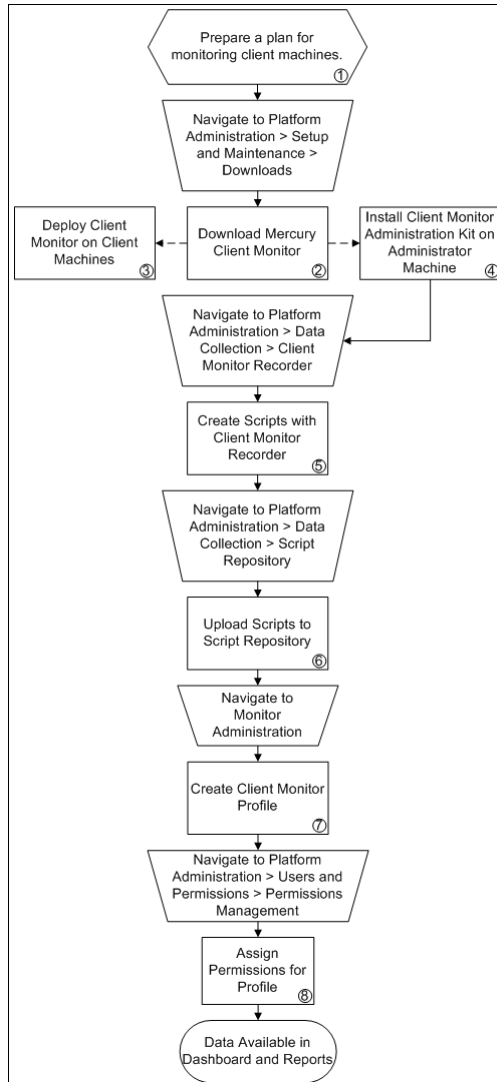 Prepare a plan for
monitoring client machines.
①
Navigate to Platform
Administration > Setup
and Maintenance >
Downloads
Deploy Client
Monitor on Client
Machines
③
Download Mercury
Client Monitor
②
Install Client Monitor
Administration Kit on
Administrator
Machine
④
Navigate to Platform
Administration > Data
Collection > Client
Monitor Recorder
Create Scripts with
Client Monitor
Recorder
⑤
Navigate to Platform
Administration > Data
Collection > Script
Repository
Upload Scripts to
Script Repository
⑥
Navigate to
Monitor
Administration
Create Client Monitor
Profile
⑦
Navigate to Platform
Administration > Users and
Permissions > Permissions
Management
Assign
Permissions for
Profile
⑧
Data Available in
Dashboard and Reports